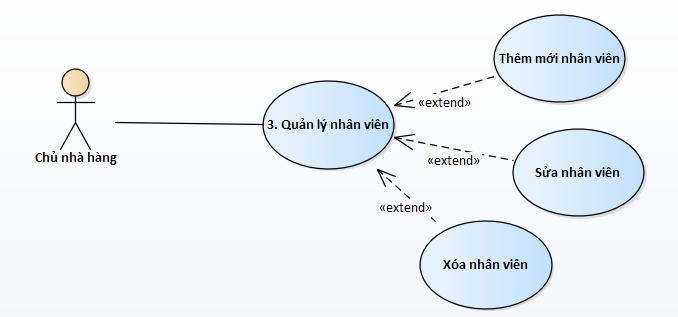 Thêm mới nhân viên
«extend»
3. Quản lý nhân viên
Chủ nhà hàng
«extend»
Sửa nhân viên
«extend»
Xóa nhân viên